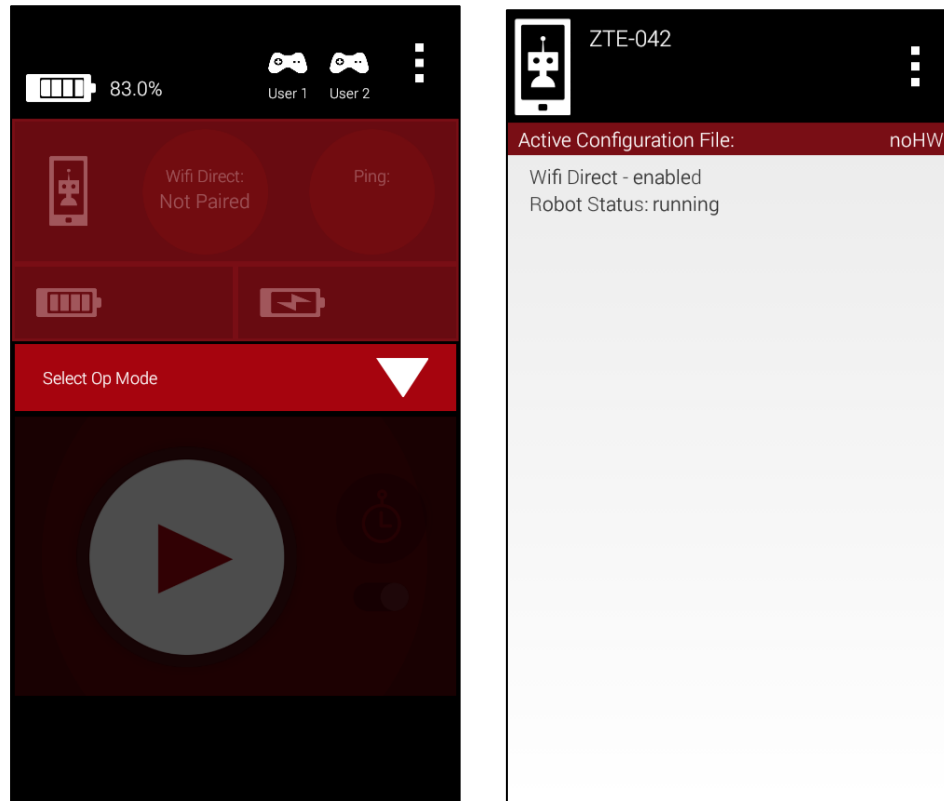 83.0%
User 1
User 2
Wifi Direct:
Not Paired
Ping:
Select Op Mode
ZTE-042
Active Configuration File: noHW
Wifi Direct - enabled
Robot Status: running